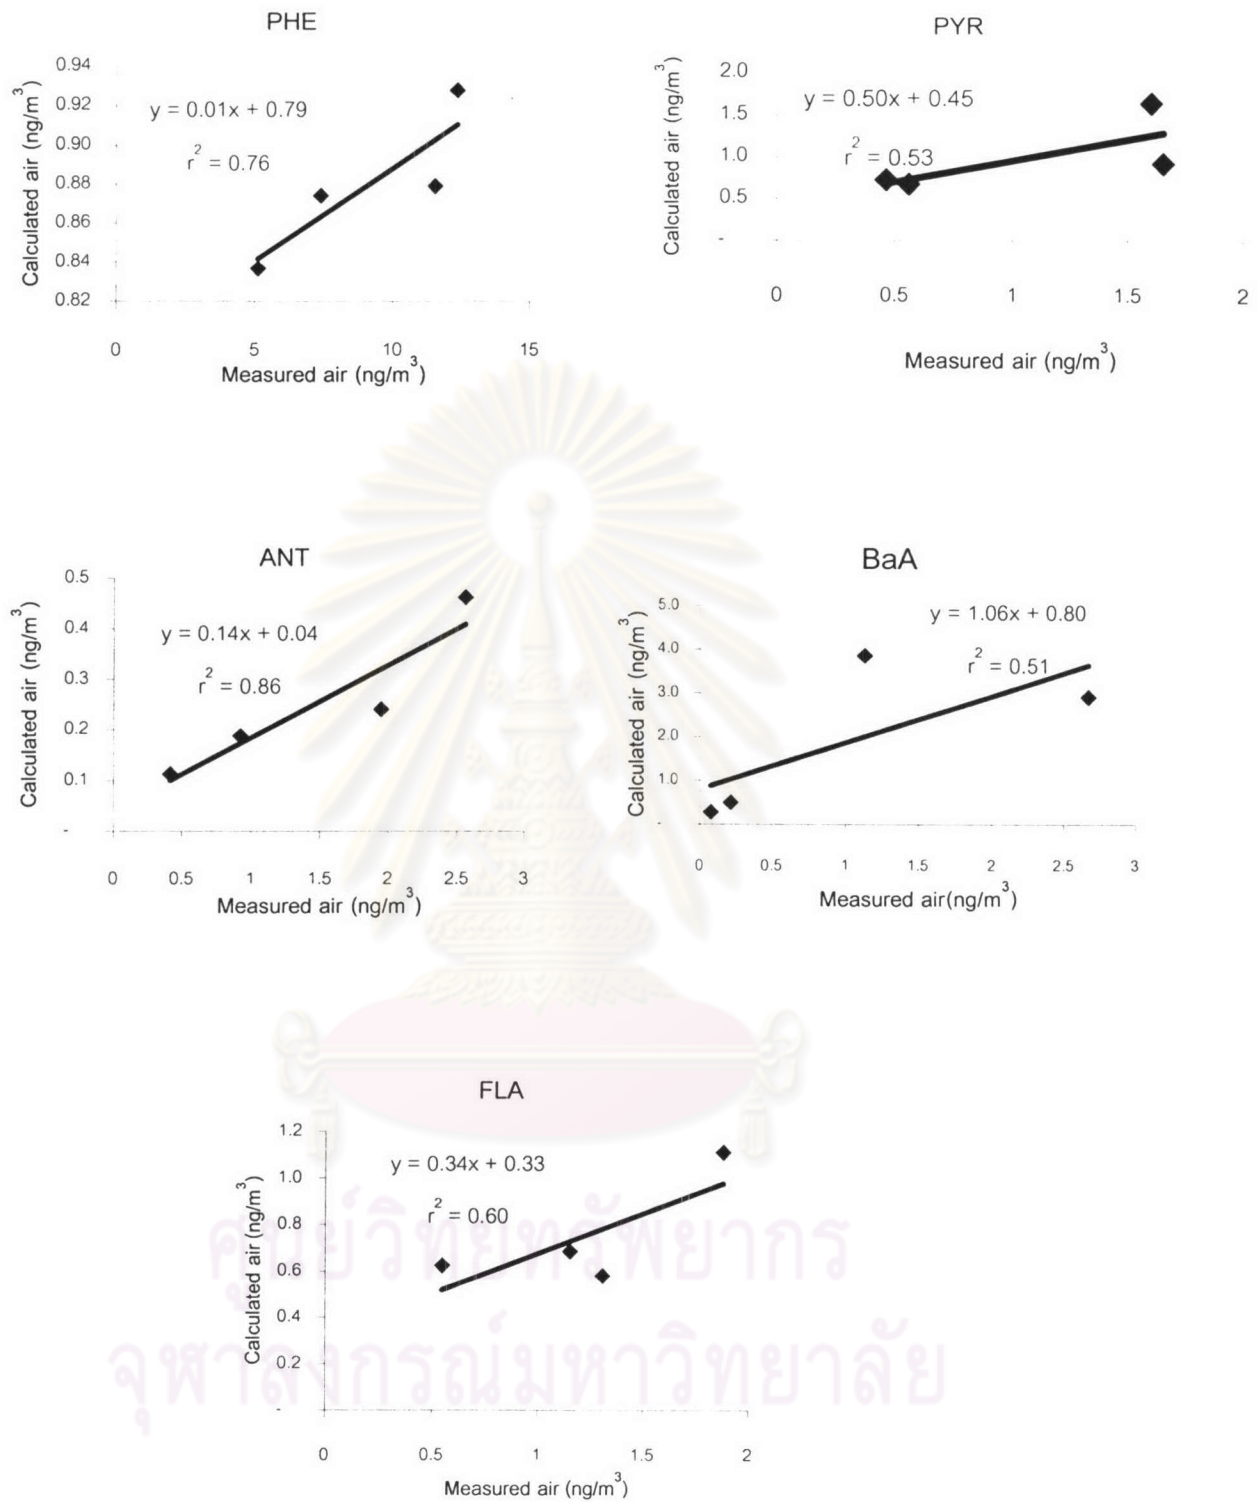 PHE
Calculated air (ng/m³)
0.94
0.92
0.90
0.88
0.86
0.84
0.82
y = 0.01x + 0.79
r² = 0.76
0 5 10 15
Measured air (ng/m³)
PYR
Calculated air (ng/m³)
2.0
1.5
1.0
0.5
-
y = 0.50x + 0.45
r² = 0.53
0 0.5 1 1.5 2
Measured air (ng/m³)
ANT
Calculated air (ng/m³)
0.5
0.4
0.3
0.2
0.1
-
y = 0.14x + 0.04
r² = 0.86
0 0.5 1 1.5 2 2.5 3
Measured air (ng/m³)
BaA
Calculated air (ng/m³)
5.0
4.0
3.0
2.0
1.0
-
y = 1.06x + 0.80
r² = 0.51
0 0.5 1 1.5 2 2.5 3
Measured air(ng/m³)
FLA
Calculated air (ng/m³)
1.2
1.0
0.8
0.6
0.4
0.2
-
y = 0.34x + 0.33
r² = 0.60
0 0.5 1 1.5 2
Measured air (ng/m³)
ศูนย์วิทยทรัพยากร
จุฬาลงกรณ์มหาวิทยาลัย